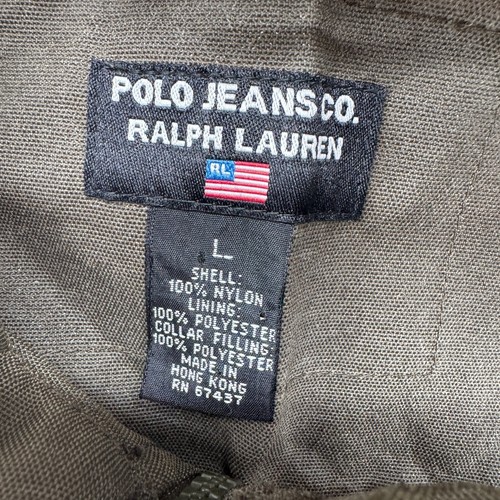 POLO JEANS CO.
RALPH LAUREN
RL
L
SHELL:
100% NYLON
LINING:
100% POLYESTER
COLLAR FILLING:
100% POLYESTER
MADE IN
HONG KONG
RN 67437